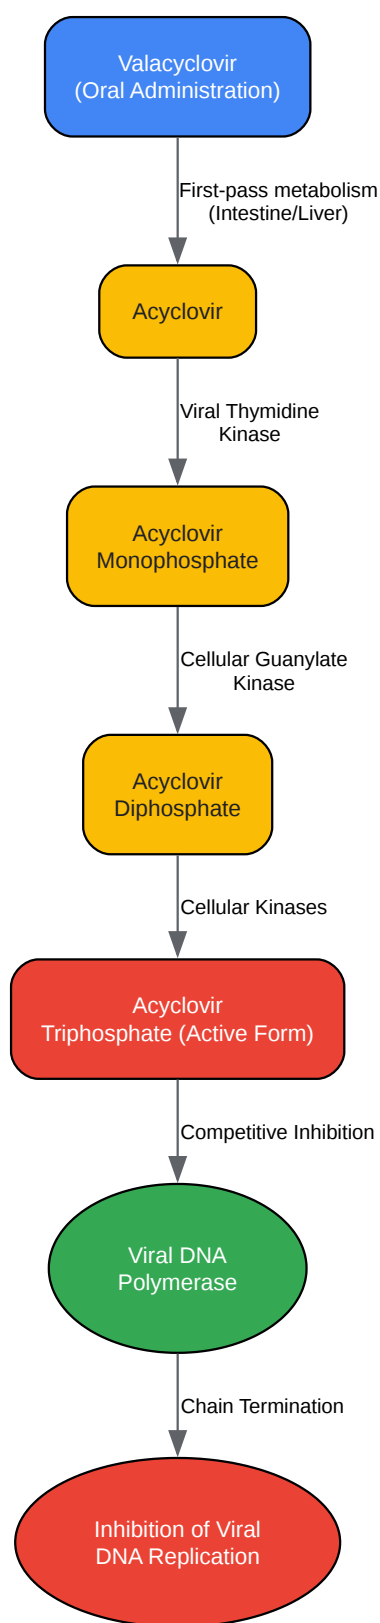 Valacyclovir
(Oral Administration)
First-pass metabolism
(Intestine/Liver)
Acyclovir
Viral Thymidine
Kinase
Acyclovir
Monophosphate
Cellular Guanylate
Kinase
Acyclovir
Diphosphate
Cellular Kinases
Acyclovir
Triphosphate (Active Form)
Competitive Inhibition
Viral DNA
Polymerase
Chain Termination
Inhibition of Viral
DNA Replication